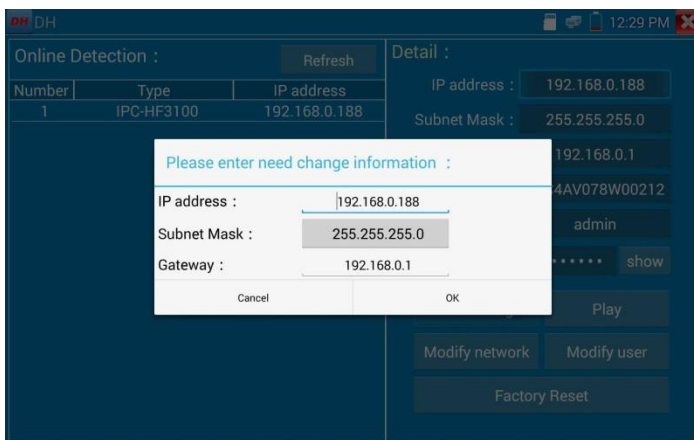 DH DH 12:29 PM
Online Detection : Refresh
Number Type IP address
1 IPC-HF3100 192.168.0.188
Detail :
IP address : 192.168.0.188
Subnet Mask : 255.255.255.0
192.168.0.1
4AV078W00212
admin
•••••• show
Play
Modify network Modify user
Factory Reset
Please enter need change information :
IP address : 192.168.0.188
Subnet Mask : 255.255.255.0
Gateway : 192.168.0.1
Cancel OK